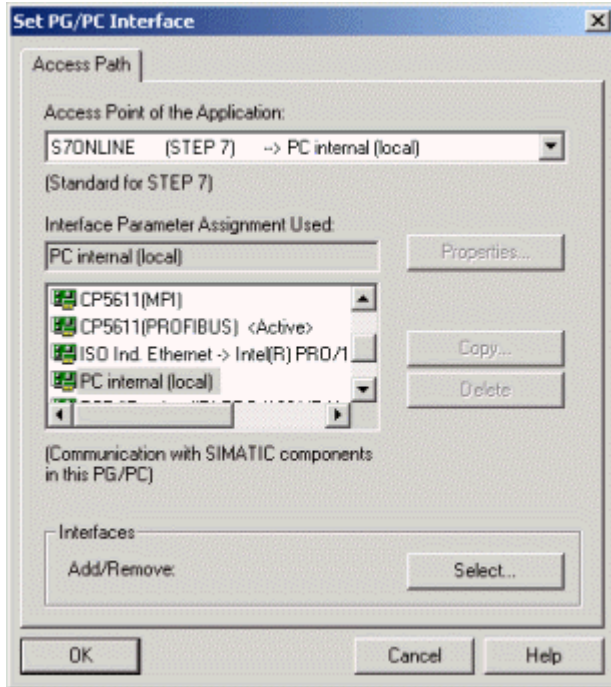 Set PG/PC Interface
Access Path
Access Point of the Application:
S7ONLINE (STEP 7) --> PC internal (local)
(Standard for STEP 7)
Interface Parameter Assignment Used:
PC internal (local)
Properties...
CP5611(MPI)
CP5611(PROFIBUS) <Active>
ISO Ind. Ethernet -> Intel(R) PRO/1
PC internal (local)
Copy...
Delete
(Communication with SIMATIC components
in this PG/PC)
Interfaces
Add/Remove:
Select...
OK
Cancel
Help